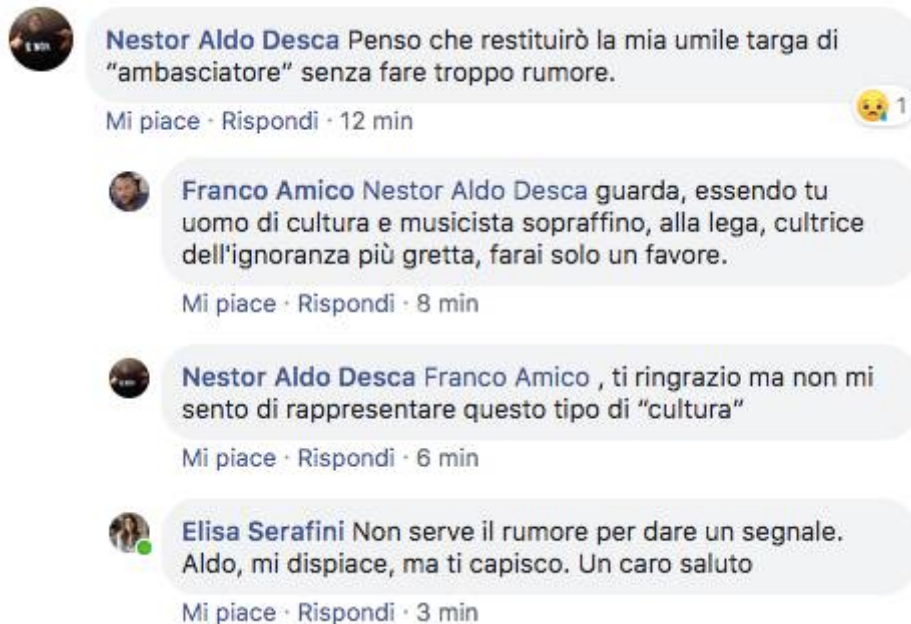 Nestor Aldo Desca Penso che restituirò la mia umile targa di
“ambasciatore” senza fare troppo rumore.
1
Mi piace · Rispondi · 12 min
Franco Amico Nestor Aldo Desca guarda, essendo tu
uomo di cultura e musicista sopraffino, alla lega, cultrice
dell'ignoranza più gretta, farai solo un favore.
Mi piace · Rispondi · 8 min
Nestor Aldo Desca Franco Amico , ti ringrazio ma non mi
sento di rappresentare questo tipo di “cultura”
Mi piace · Rispondi · 6 min
Elisa Serafini Non serve il rumore per dare un segnale.
Aldo, mi dispiace, ma ti capisco. Un caro saluto
Mi piace · Rispondi · 3 min